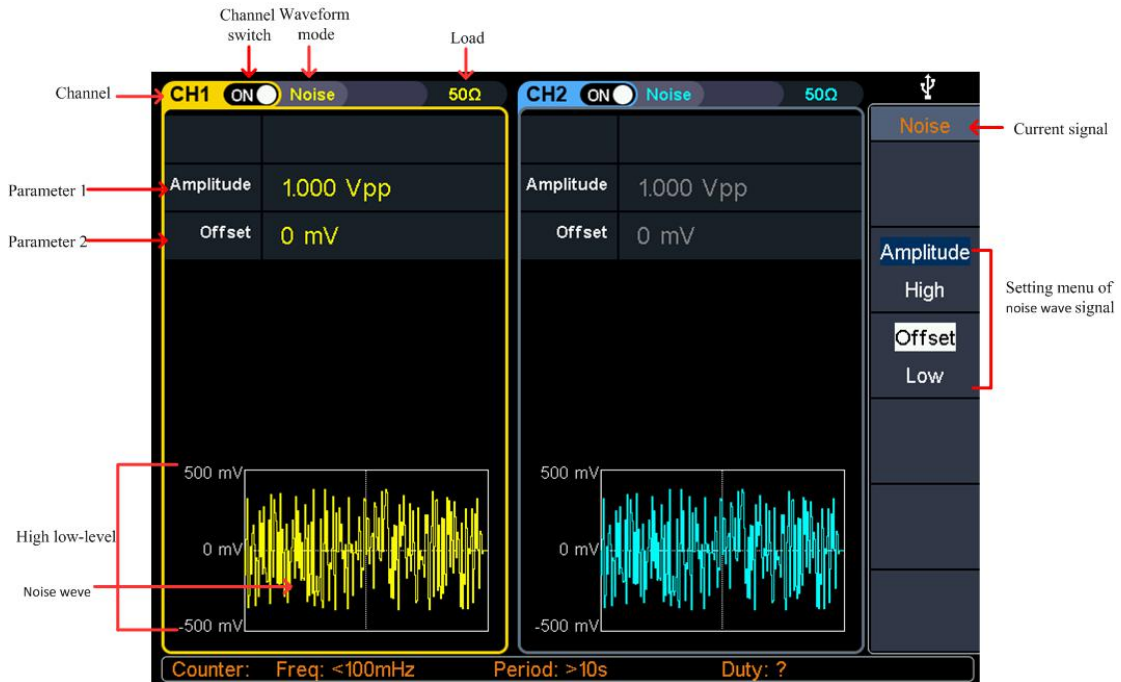 Channel switch
Waveform mode
Load
Channel
CH1 ON Noise 50Ω
CH2 ON Noise 50Ω
Noise
Current signal
Parameter 1
Amplitude 1.000 Vpp
Amplitude 1.000 Vpp
Parameter 2
Offset 0 mV
Offset 0 mV
Amplitude
High
Offset
Low
Setting menu of
noise wave signal
High low-level
Noise weve
500 mV
0 mV
-500 mV
500 mV
0 mV
-500 mV
Counter: Freq: <100mHz Period: >10s Duty: ?